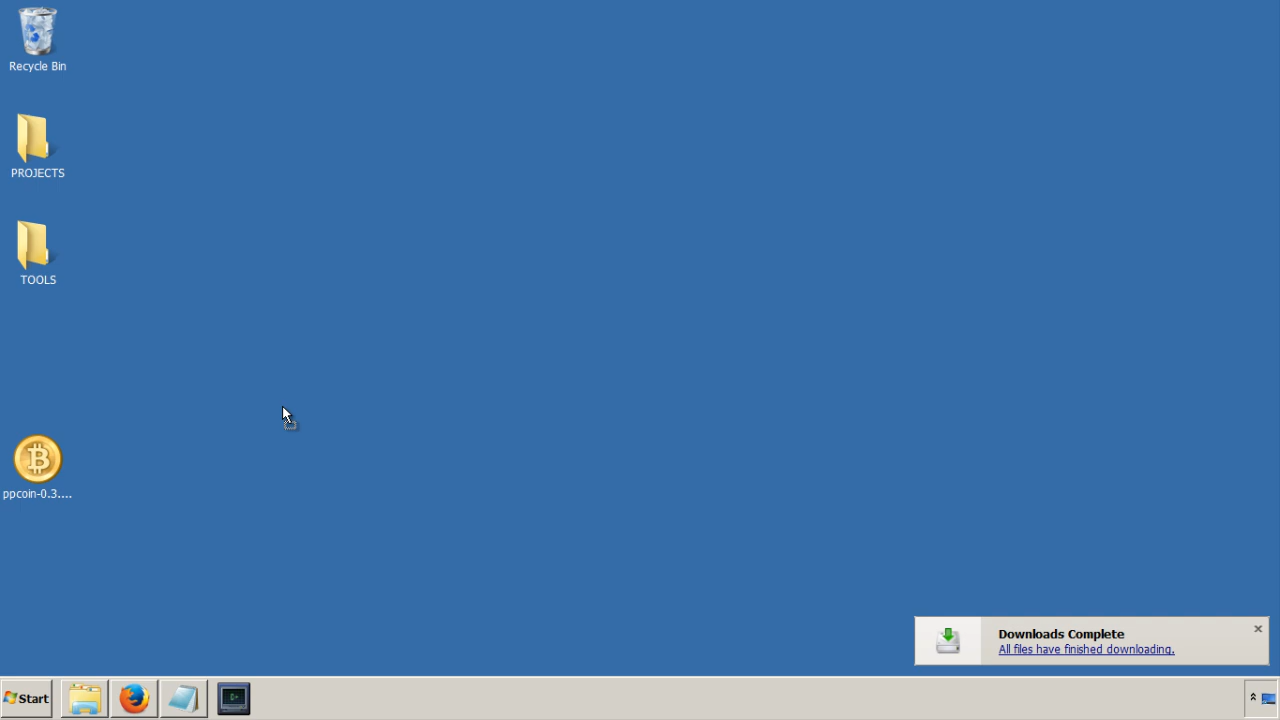 Recycle Bin
PROJECTS
TOOLS
ppcoin-0.3....
Downloads Complete
All files have finished downloading.
Start